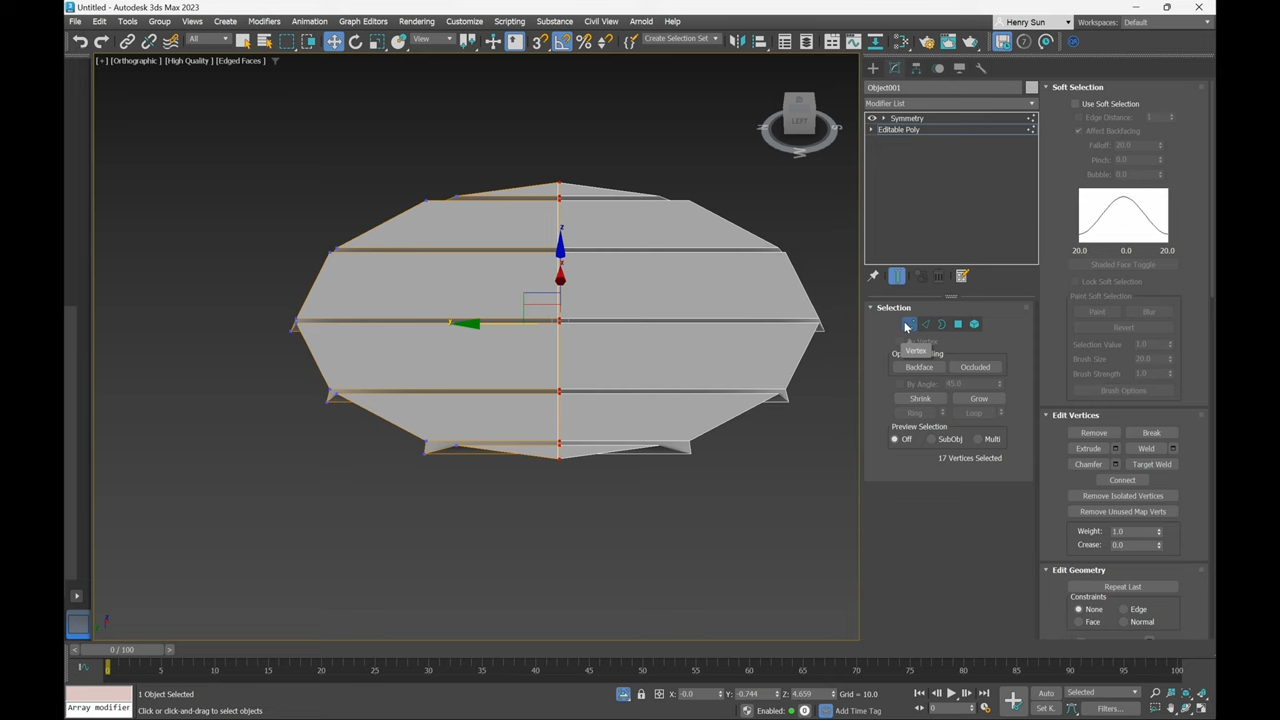 Untitled - Autodesk 3ds Max 2023
File Edit Tools Group Views Create Modifiers Animation Graph Editors Rendering Customize Scripting Substance Civil View Arnold Help
Henry Sun Workspaces: Default
All View Create Selection Set
[+] [Orthographic] [High Quality] [Edged Faces]
LEFT
N S W
z
x
y
Object001
Modifier List
Symmetry
Editable Poly
Selection
By Vertex
Vertex
Backface Occluded
By Angle: 45.0
Shrink Grow
Ring Loop
Preview Selection
Off SubObj Multi
17 Vertices Selected
Soft Selection
Use Soft Selection
Edge Distance: 1
Affect Backfacing
Falloff: 20.0
Pinch: 0.0
Bubble: 0.0
20.0 0.0 20.0
Shaded Face Toggle
Lock Soft Selection
Paint Soft Selection
Paint Blur
Revert
Selection Value 1.0
Brush Size 20.0
Brush Strength 1.0
Brush Options
Edit Vertices
Remove Break
Extrude Weld
Chamfer Target Weld
Connect
Remove Isolated Vertices
Remove Unused Map Verts
Weight: 1.0
Crease: 0.0
Edit Geometry
Repeat Last
Constraints
None Edge
Face Normal
0 / 100
0 5 10 15 20 25 30 35 40 45 50 55 60 65 70 75 80 85 90 95 100
1 Object Selected
X: -0.0 Y: -0.744 Z: 4.659 Grid = 10.0
Auto Selected
Array modifier
Click or click-and-drag to select objects
Enabled: Add Time Tag
0
Set K. Filters...